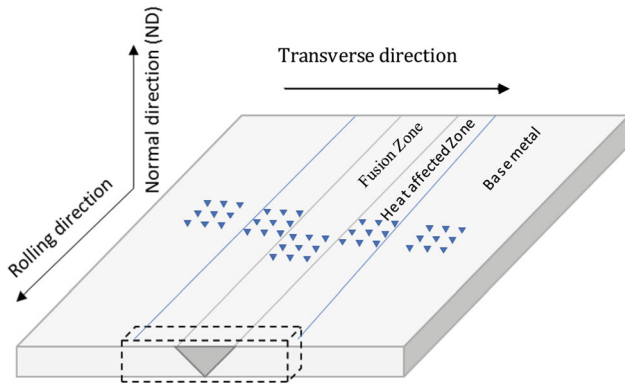 Transverse direction
Normal direction (ND)
Rolling direction
Fusion Zone
Heat affected Zone
Base metal